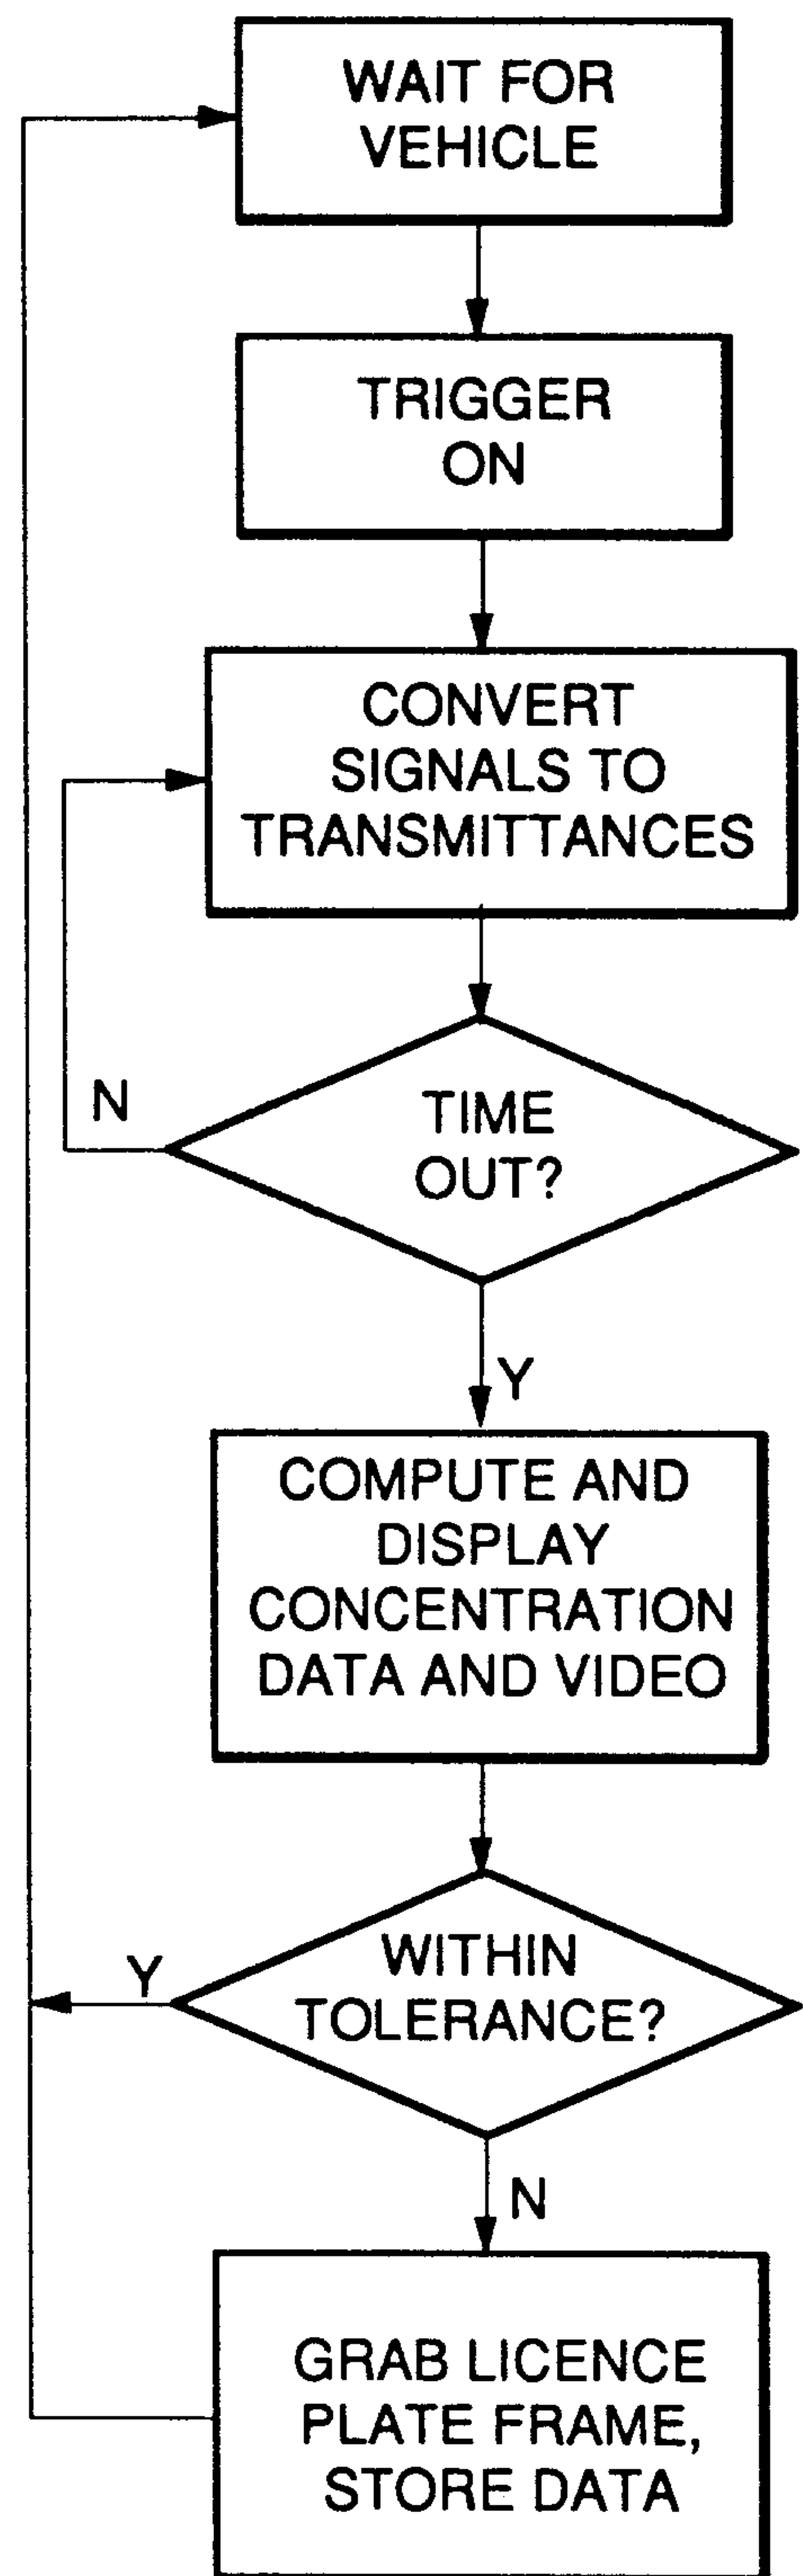 WAIT FOR
VEHICLE
TRIGGER
ON
CONVERT
SIGNALS TO
TRANSMITTANCES
N
TIME
OUT?
Y
COMPUTE AND
DISPLAY
CONCENTRATION
DATA AND VIDEO
Y
WITHIN
TOLERANCE?
N
GRAB LICENCE
PLATE FRAME,
STORE DATA